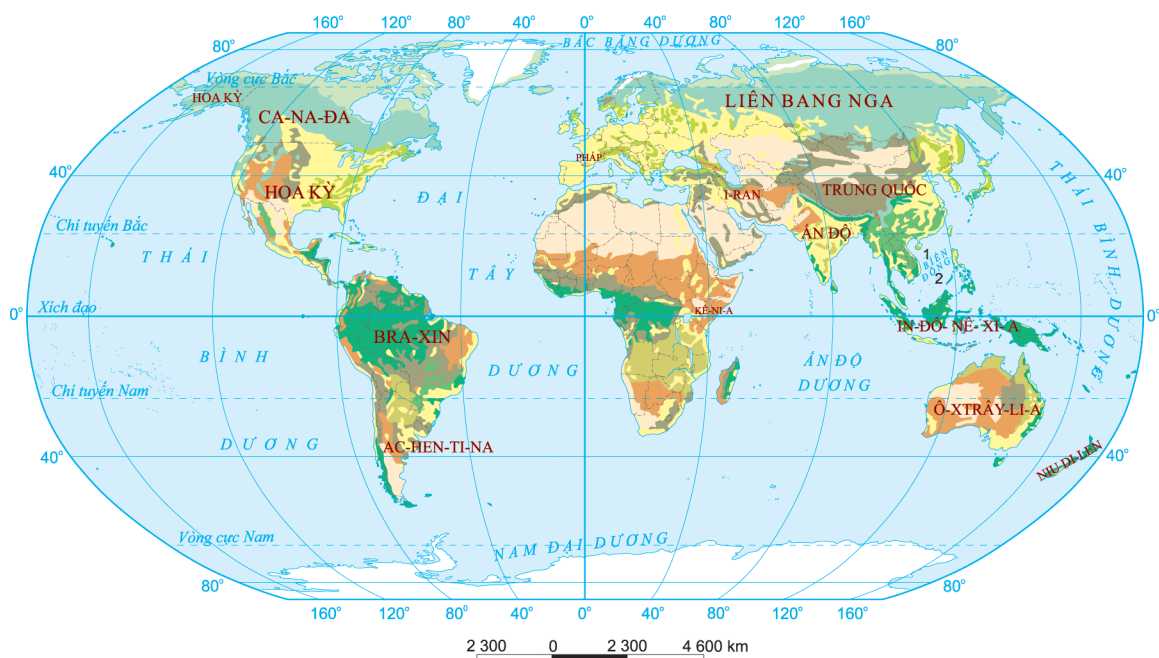 160° 120° 80° 40° 0° 40° 80° 120° 160°
BẮC BĂNG DƯƠNG
80° 80°
Vòng cực Bắc
HOA KỲ
LIÊN BANG NGA
CA-NA-ĐA
PHÁP
40° 40°
HOA KỲ
ĐẠI
I-RAN
TRUNG QUỐC
THÁI BÌNH DƯƠNG
Chí tuyến Bắc
ẤN ĐỘ
THÁI
TÂY
1
BIỂN ĐÔNG
2
Xích đạo
0° 0°
KÊ-NI-A
IN-ĐÔ-NÊ-XI-A
BRA-XIN
BÌNH
DƯƠNG
ẤN ĐỘ
DƯƠNG
Chí tuyến Nam
Ô-XTRÂY-LI-A
DƯƠNG
AC-HEN-TI-NA
40° 40°
NIU DI-LEN
Vòng cực Nam
NAM ĐẠI DƯƠNG
80° 80°
160° 120° 80° 40° 0° 40° 80° 120° 160°
2 300 0 2 300 4 600 km